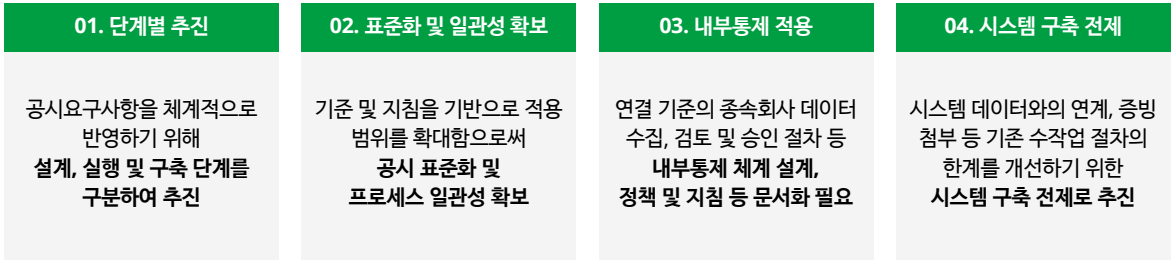 01. 단계별 추진
공시요구사항을 체계적으로
반영하기 위해
설계, 실행 및 구축 단계를
구분하여 추진
02. 표준화 및 일관성 확보
기준 및 지침을 기반으로 적용
범위를 확대함으로써
공시 표준화 및
프로세스 일관성 확보
03. 내부통제 적용
연결 기준의 종속회사 데이터
수집, 검토 및 승인 절차 등
내부통제 체계 설계,
정책 및 지침 등 문서화 필요
04. 시스템 구축 전제
시스템 데이터와의 연계, 증빙
첨부 등 기존 수작업 절차의
한계를 개선하기 위한
시스템 구축 전제로 추진